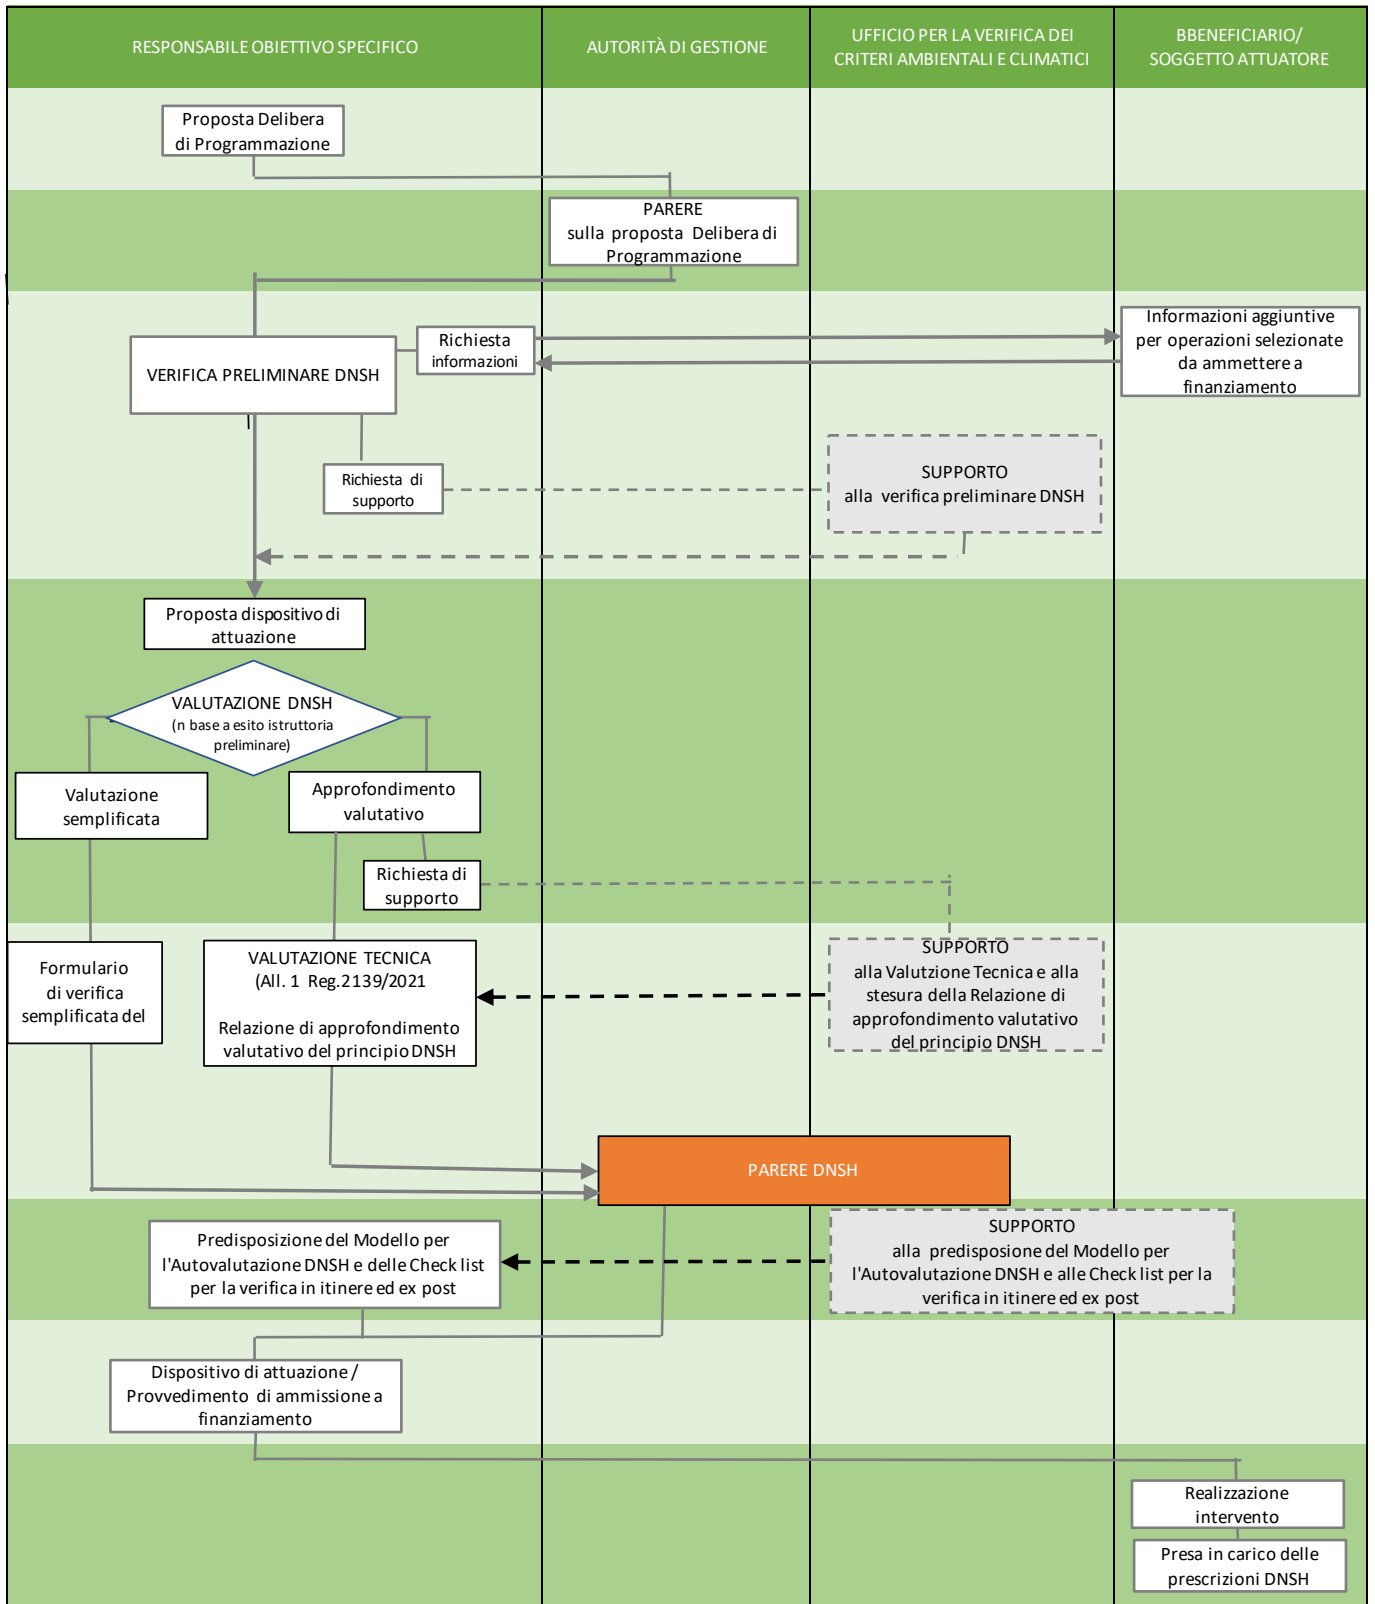 RESPONSABILE OBIETTIVO SPECIFICO
AUTORITÀ DI GESTIONE
UFFICIO PER LA VERIFICA DEI
CRITERI AMBIENTALI E CLIMATICI
BBENEFICIARIO/
SOGGETTO ATTUATORE
Proposta Delibera
di Programmazione
PARERE
sulla proposta Delibera di
Programmazione
VERIFICA PRELIMINARE DNSH
Richiesta
informazioni
Informazioni aggiuntive
per operazioni selezionate
da ammettere a
finanziamento
Richiesta di
supporto
SUPPORTO
alla verifica preliminare DNSH
Proposta dispositivo di
attuazione
VALUTAZIONE DNSH
(n base a esito istruttoria
preliminare)
Valutazione
semplificata
Approfondimento
valutativo
Richiesta di
supporto
Formulario
di verifica
semplificata del
VALUTAZIONE TECNICA
(All. 1 Reg.2139/2021
Relazione di approfondimento
valutativo del principio DNSH
SUPPORTO
alla Valutzione Tecnica e alla
stesura della Relazione di
approfondimento valutativo
del principio DNSH
PARERE DNSH
Predisposizione del Modello per
l'Autovalutazione DNSH e delle Check list
per la verifica in itinere ed ex post
SUPPORTO
alla predisposione del Modello per
l'Autovalutazione DNSH e alle Check list per la
verifica in itinere ed ex post
Dispositivo di attuazione /
Provvedimento di ammissione a
finanziamento
Realizzazione
intervento
Presa in carico delle
prescrizioni DNSH